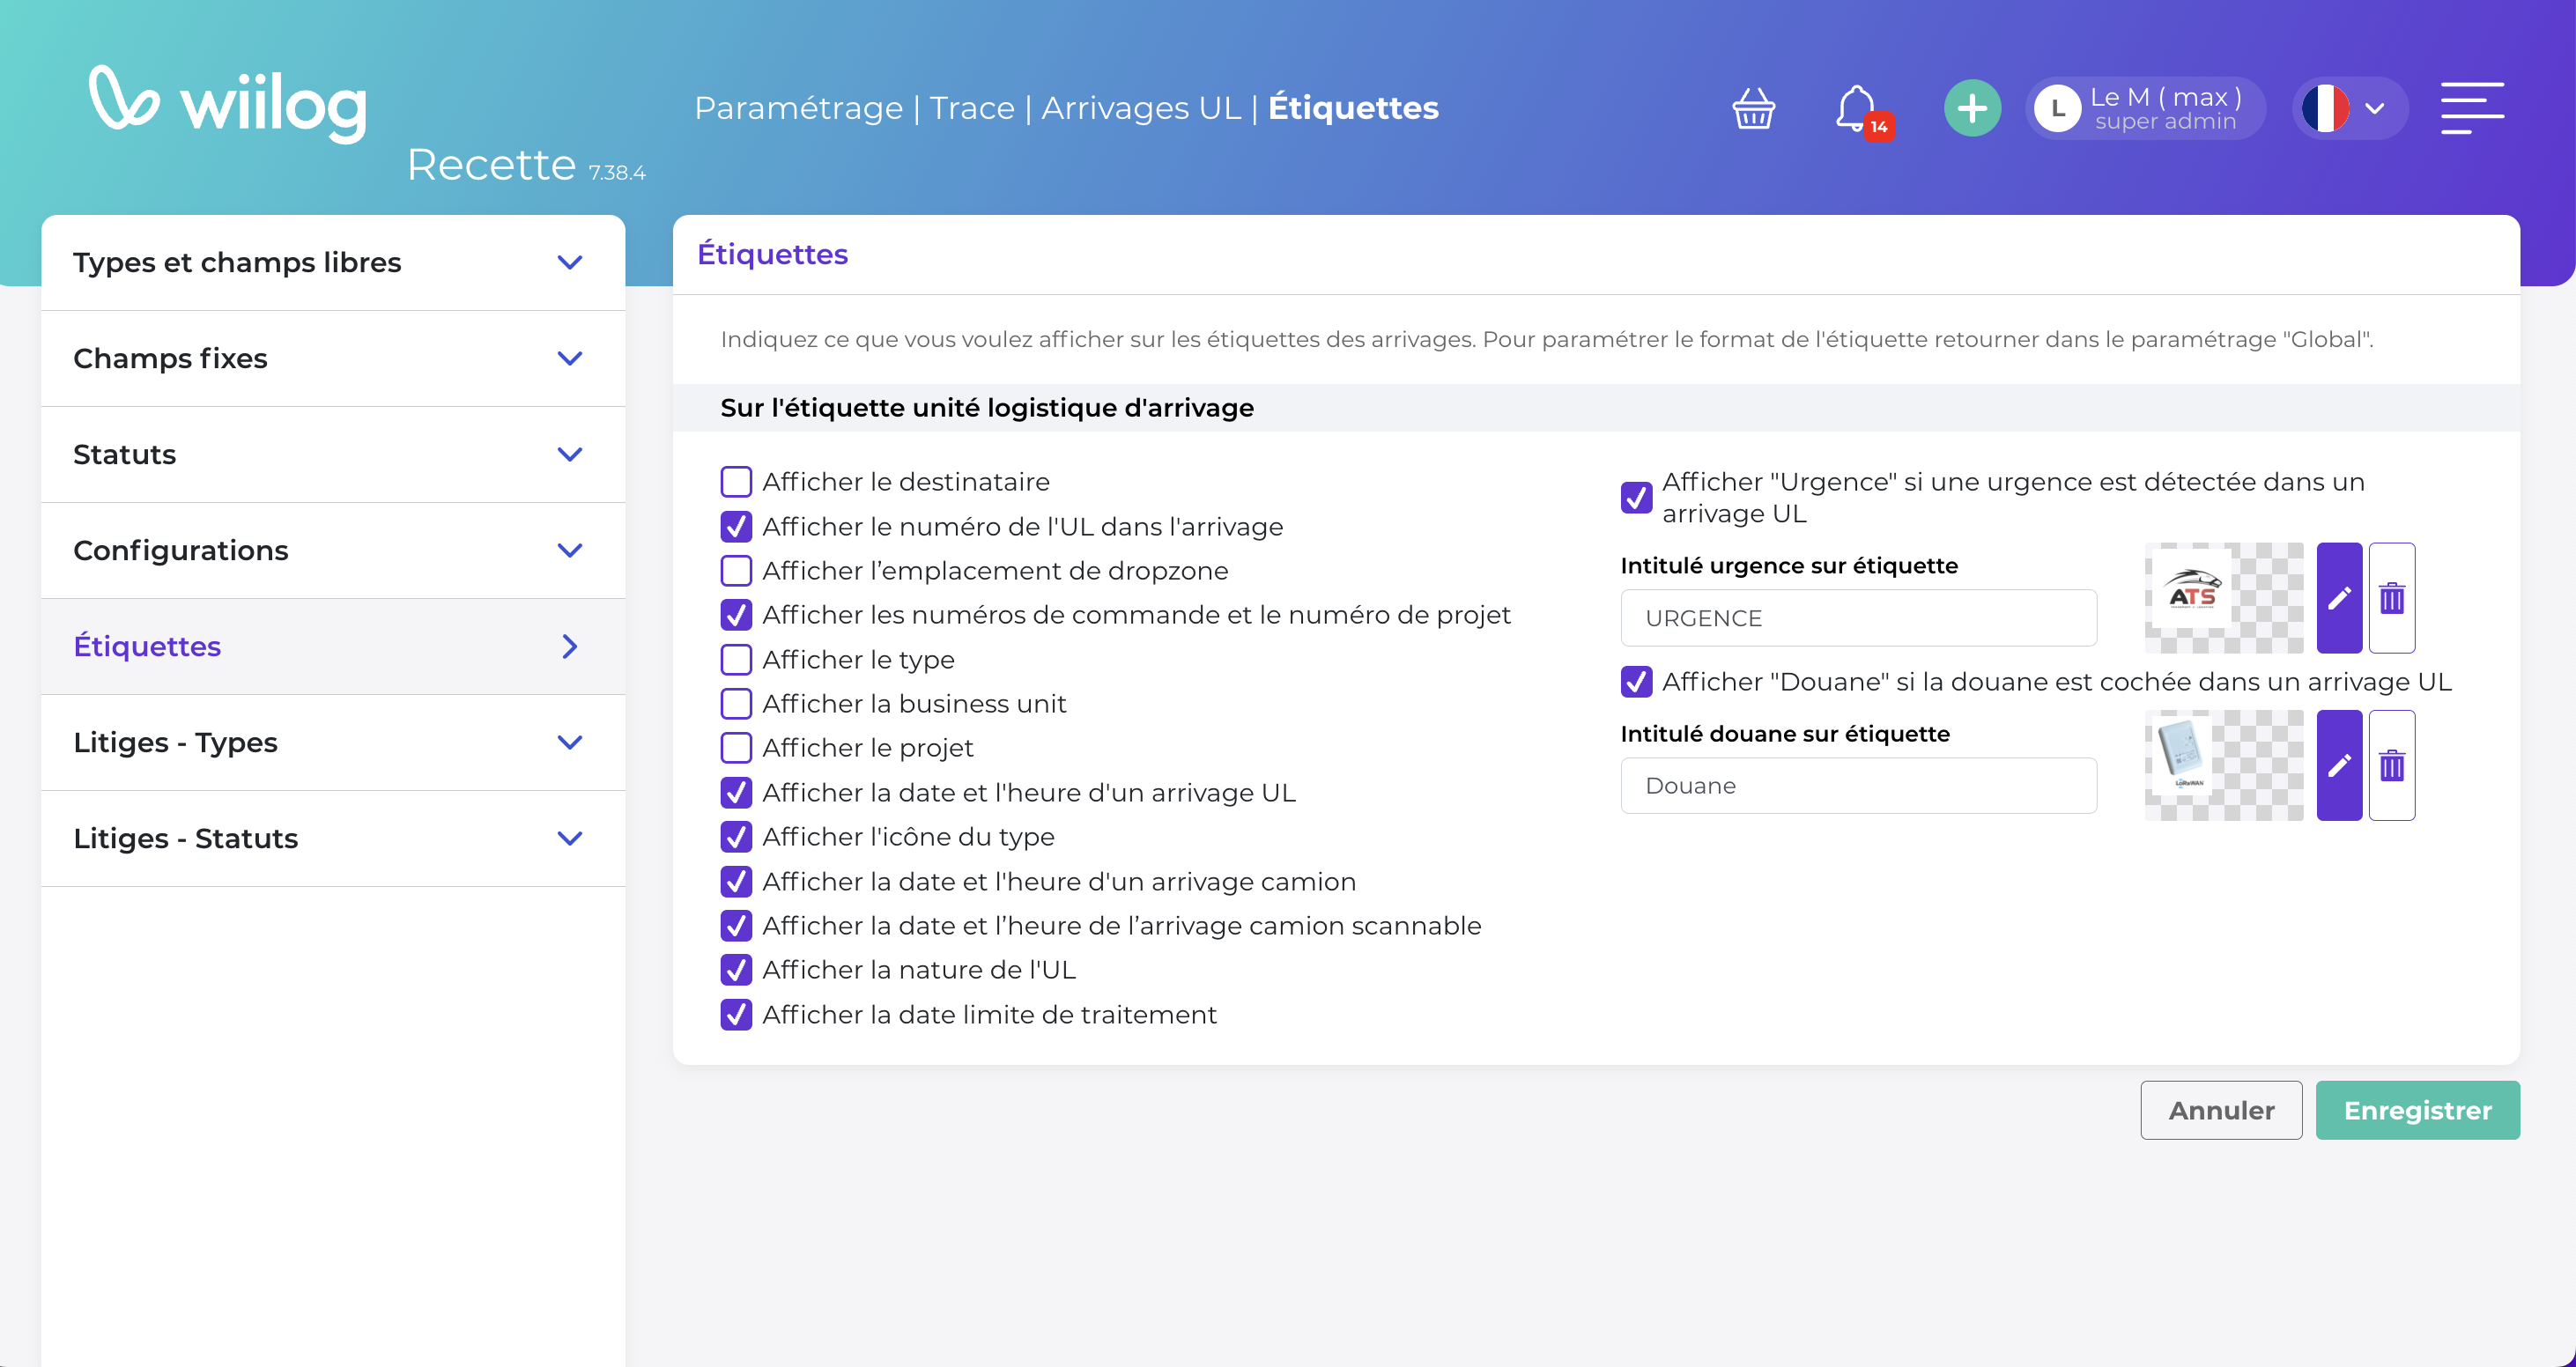 wiilog
Recette 7.38.4
Paramétrage | Trace | Arrivages UL | Étiquettes
14
L
Le M ( max )
super admin
Types et champs libres
Champs fixes
Statuts
Configurations
Étiquettes
Litiges - Types
Litiges - Statuts
Étiquettes
Indiquez ce que vous voulez afficher sur les étiquettes des arrivages. Pour paramétrer le format de l'étiquette retourner dans le paramétrage "Global".
Sur l'étiquette unité logistique d'arrivage
Afficher le destinataire
Afficher le numéro de l'UL dans l'arrivage
Afficher l’emplacement de dropzone
Afficher les numéros de commande et le numéro de projet
Afficher le type
Afficher la business unit
Afficher le projet
Afficher la date et l'heure d'un arrivage UL
Afficher l'icône du type
Afficher la date et l'heure d'un arrivage camion
Afficher la date et l’heure de l’arrivage camion scannable
Afficher la nature de l'UL
Afficher la date limite de traitement
Afficher "Urgence" si une urgence est détectée dans un
arrivage UL
Intitulé urgence sur étiquette
URGENCE
ATS
Afficher "Douane" si la douane est cochée dans un arrivage UL
Intitulé douane sur étiquette
Douane
LoRaWAN
Annuler
Enregistrer